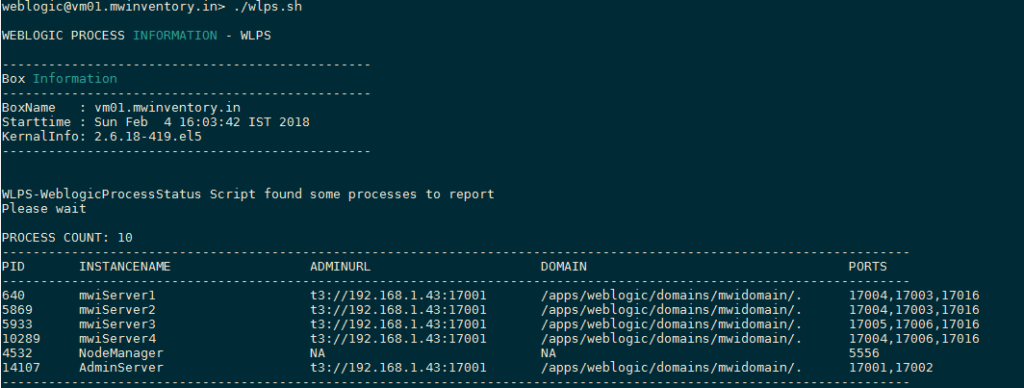 weblogic@vm01.mwinventory.in> ./wlps.sh
WEBLOGIC PROCESS INFORMATION - WLPS
------------------------------------------------
Box Information
------------------------------------------------
BoxName   : vm01.mwinventory.in
Starttime : Sun Feb  4 16:03:42 IST 2018
KernalInfo: 2.6.18-419.el5
------------------------------------------------
WLPS-WeblogicProcessStatus Script found some processes to report
Please wait
PROCESS COUNT: 10
----------------------------------------------------------------------------------------------------------------------
PID       INSTANCENAME                  ADMINURL                      DOMAIN                                  PORTS
----------------------------------------------------------------------------------------------------------------------
640       mwiServer1                    t3://192.168.1.43:17001       /apps/weblogic/domains/mwidomain/.      17004,17003,17016
5869      mwiServer2                    t3://192.168.1.43:17001       /apps/weblogic/domains/mwidomain/.      17004,17003,17016
5933      mwiServer3                    t3://192.168.1.43:17001       /apps/weblogic/domains/mwidomain/.      17005,17006,17016
10289     mwiServer4                    t3://192.168.1.43:17001       /apps/weblogic/domains/mwidomain/.      17004,17006,17016
4532      NodeManager                   NA                            NA                                      5556
14107     AdminServer                   t3://192.168.1.43:17001       /apps/weblogic/domains/mwidomain/.      17001,17002
----------------------------------------------------------------------------------------------------------------------